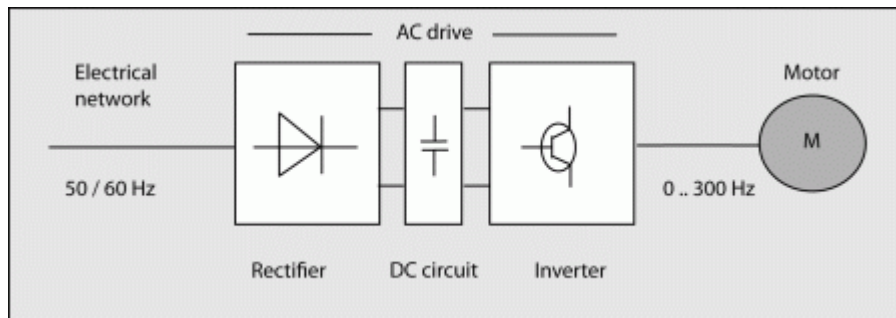 AC drive
Electrical
network
Motor
M
50 / 60 Hz
0 .. 300 Hz
Rectifier
DC circuit
Inverter